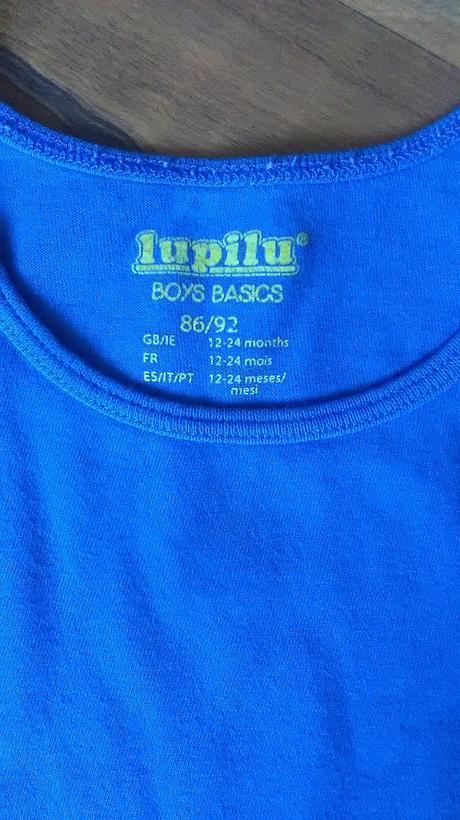 lupilu®
BOYS BASICS
86/92
GB/IE 12-24 months
FR 12-24 mois
ES/IT/PT 12-24 meses/
mesi